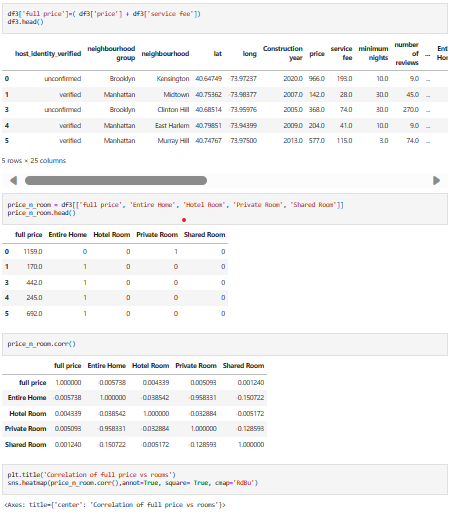 df3['full price']=( df3['price'] + df3['service fee'])
df3.head()
host_identity_verified neighbourhood group neighbourhood lat long Construction year price service fee minimum nights number of reviews ... Ent Hor
0 unconfirmed Brooklyn Kensington 40.64749 -73.97237 2020.0 966.0 193.0 10.0 9.0 ...
1 verified Manhattan Midtown 40.75362 -73.98377 2007.0 142.0 28.0 30.0 45.0 ...
3 unconfirmed Brooklyn Clinton Hill 40.68514 -73.95976 2005.0 368.0 74.0 30.0 270.0 ...
4 verified Manhattan East Harlem 40.79851 -73.94399 2009.0 204.0 41.0 10.0 9.0 ...
5 verified Manhattan Murray Hill 40.74767 -73.97500 2013.0 577.0 115.0 3.0 74.0 ...
5 rows × 25 columns
price_n_room = df3[['full price', 'Entire Home', 'Hotel Room', 'Private Room', 'Shared Room']]
price_n_room.head()
full price Entire Home Hotel Room Private Room Shared Room
0 1159.0 0 0 1 0
1 170.0 1 0 0 0
3 442.0 1 0 0 0
4 245.0 1 0 0 0
5 692.0 1 0 0 0
price_n_room.corr()
full price Entire Home Hotel Room Private Room Shared Room
full price 1.000000 0.005738 0.004339 0.005093 0.001240
Entire Home 0.005738 1.000000 0.038542 0.958331 0.150722
Hotel Room 0.004339 0.038542 1.000000 0.032884 0.005172
Private Room 0.005093 0.958331 0.032884 1.000000 0.128593
Shared Room 0.001240 0.150722 0.005172 0.128593 1.000000
plt.title('Correlation of full price vs rooms')
sns.heatmap(price_n_room.corr(),annot=True, square= True, cmap='RdBu')
<Axes: title={'center': 'Correlation of full price vs rooms'}>